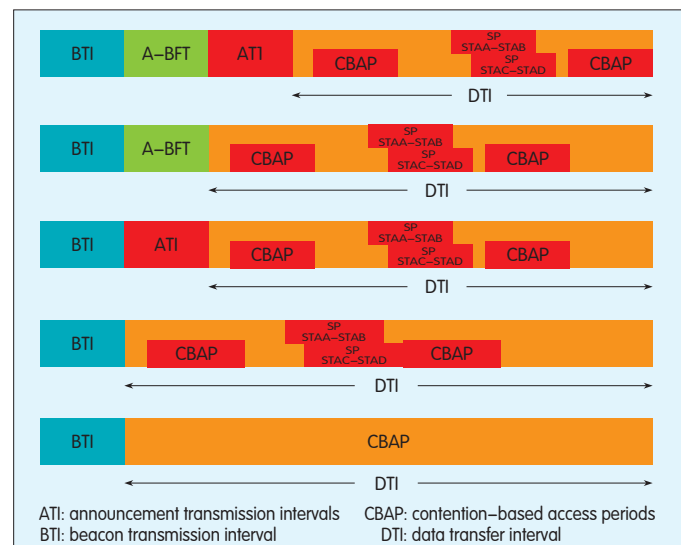 BTI A–BFT ATI CBAP SP STAA–STAB SP STAC–STAD CBAP
DTI
BTI A–BFT CBAP SP STAA–STAB SP STAC–STAD CBAP
DTI
BTI ATI CBAP SP STAA–STAB SP STAC–STAD CBAP
DTI
BTI CBAP SP STAA–STAB SP STAC–STAD CBAP
DTI
BTI CBAP
DTI
ATI: announcement transmission intervals CBAP: contention–based access periods
BTI: beacon transmission interval DTI: data transfer interval